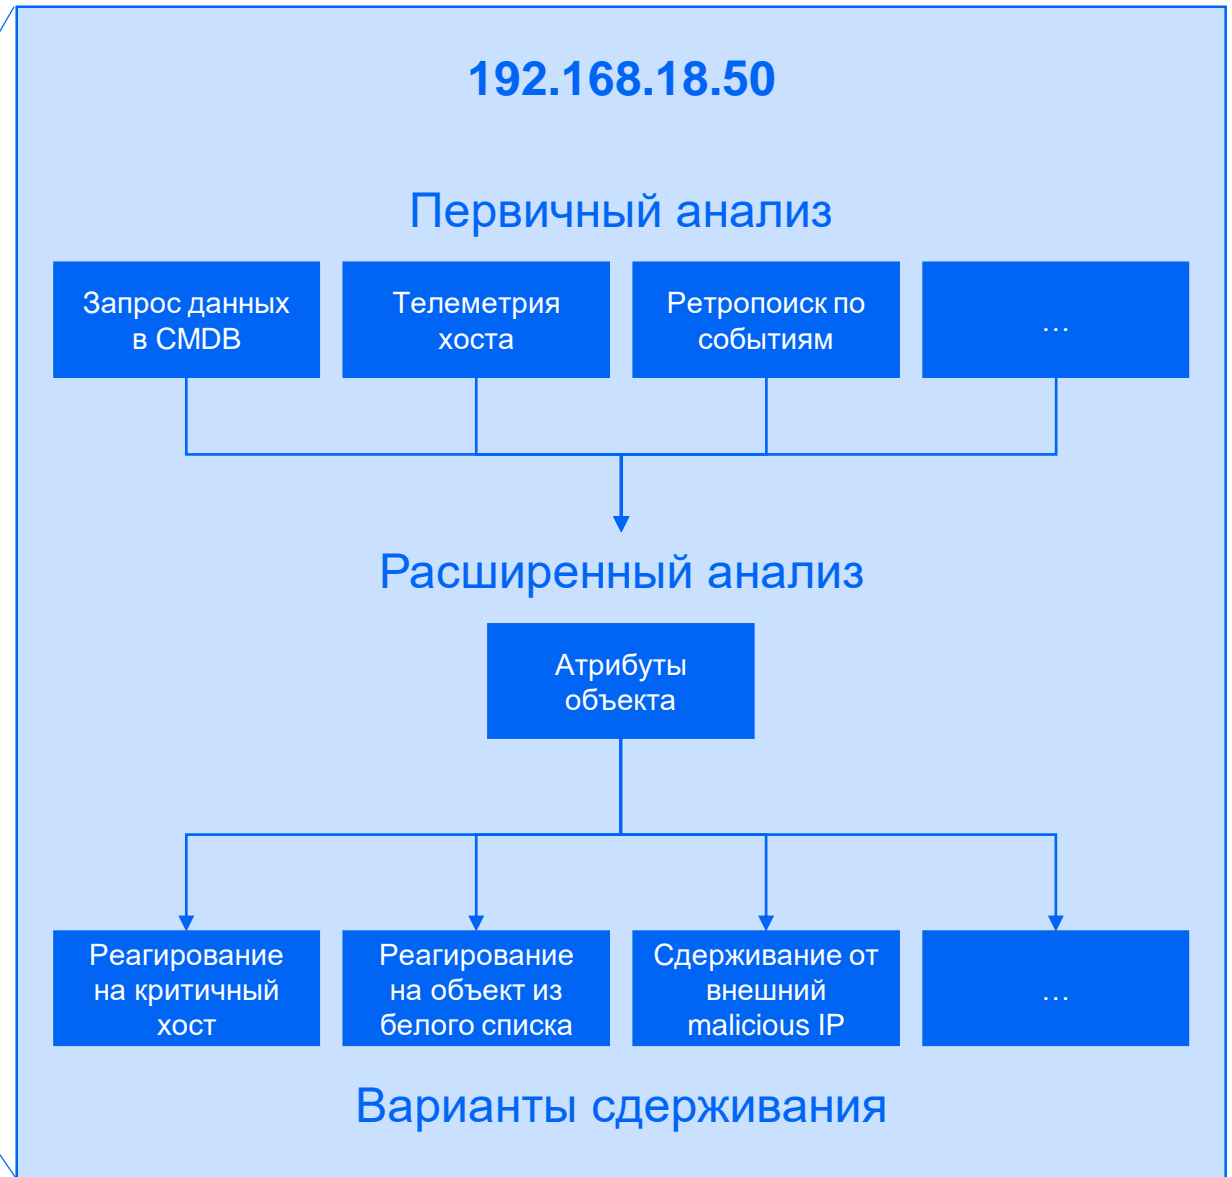 192.168.18.50
Первичный анализ
Запрос данных
в CMDB
Телеметрия
хоста
Ретропоиск по
событиям
...
Расширенный анализ
Атрибуты
объекта
Реагирование
на критичный
хост
Реагирование
на объект из
белого списка
Сдерживание от
внешний
malicious IP
...
Варианты сдерживания